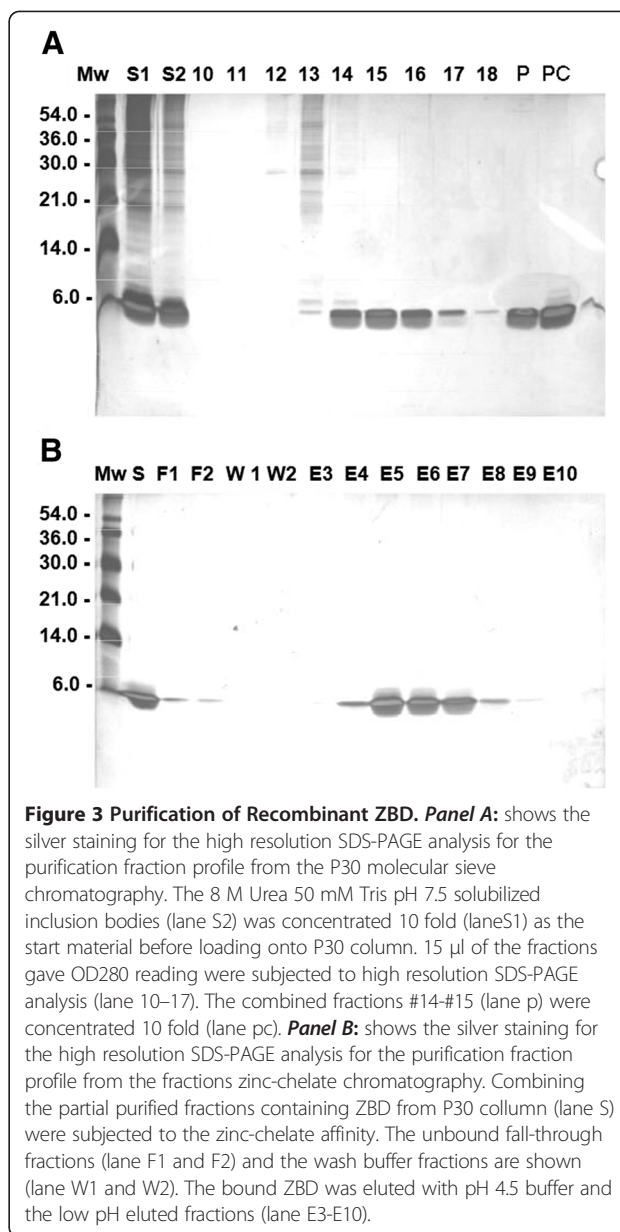 A
Mw S1 S2 10 11 12 13 14 15 16 17 18 P PC
54.0 -
36.0 -
30.0 -
21.0 -
14.0 -
6.0 -
B
Mw S F1 F2 W 1 W2 E3 E4 E5 E6 E7 E8 E9 E10
54.0 -
36.0 -
30.0 -
21.0 -
14.0 -
6.0 -
Figure 3 Purification of Recombinant ZBD. Panel A: shows the
silver staining for the high resolution SDS-PAGE analysis for the
purification fraction profile from the P30 molecular sieve
chromatography. The 8 M Urea 50 mM Tris pH 7.5 solubilized
inclusion bodies (lane S2) was concentrated 10 fold (laneS1) as the
start material before loading onto P30 column. 15 μl of the fractions
gave OD280 reading were subjected to high resolution SDS-PAGE
analysis (lane 10–17). The combined fractions #14-#15 (lane p) were
concentrated 10 fold (lane pc). Panel B: shows the silver staining for
the high resolution SDS-PAGE analysis for the purification fraction
profile from the fractions zinc-chelate chromatography. Combining
the partial purified fractions containing ZBD from P30 collumn (lane S)
were subjected to the zinc-chelate affinity. The unbound fall-through
fractions (lane F1 and F2) and the wash buffer fractions are shown
(lane W1 and W2). The bound ZBD was eluted with pH 4.5 buffer and
the low pH eluted fractions (lane E3-E10).